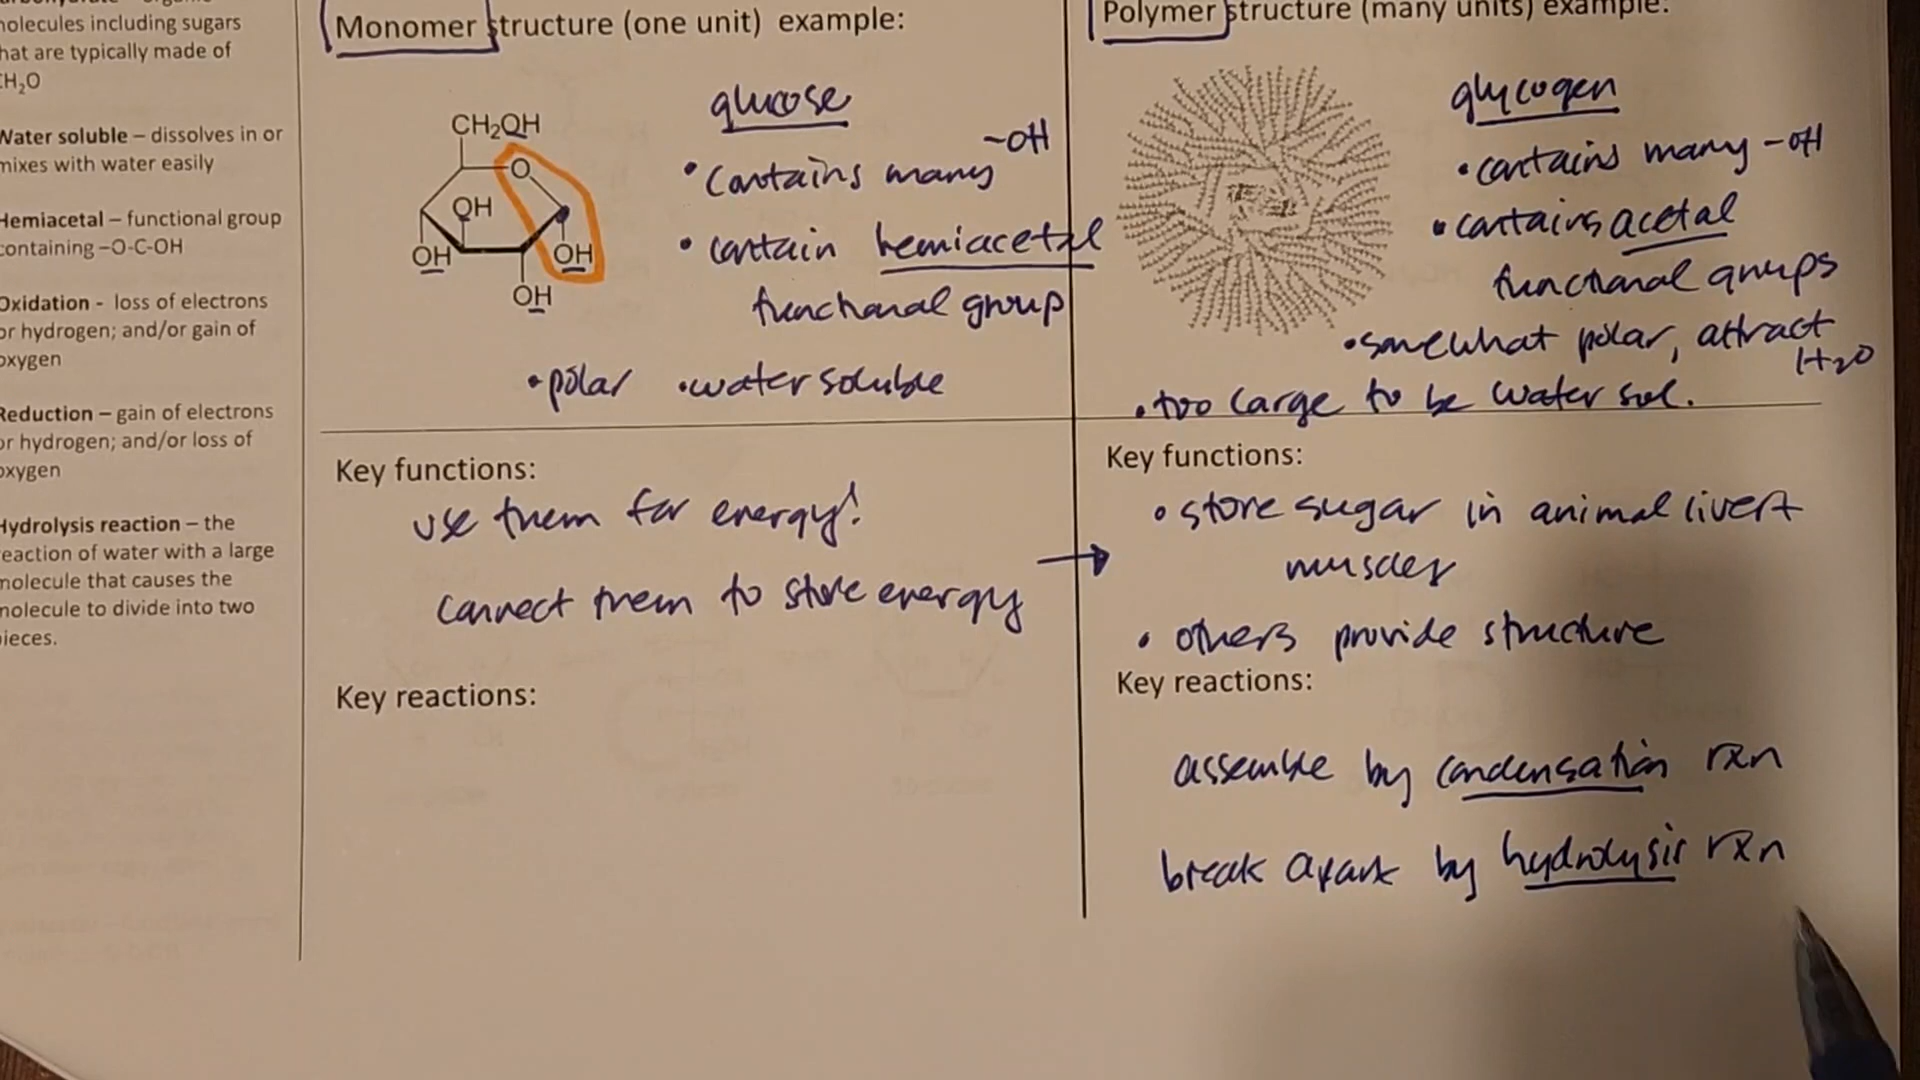 olecules including sugars
hat are typically made of
CH₂O
Water soluble – dissolves in or
mixes with water easily
Hemiacetal – functional group
containing –O-C-OH
Oxidation - loss of electrons
or hydrogen; and/or gain of
oxygen
Reduction – gain of electrons
or hydrogen; and/or loss of
oxygen
Hydrolysis reaction – the
reaction of water with a large
molecule that causes the
molecule to divide into two
pieces.
Monomer structure (one unit) example:
glucose
CH₂OH
O
OH
OH
OH
OH
• contains many -OH
• contain hemiacetal
functional group
• polar • water soluble
Key functions:
use them for energy!
connect them to store energy
Key reactions:
Polymer structure (many units) example:
glycogen
• contains many -OH
• contains acetal
functional groups
• somewhat polar, attract
H₂O
• too large to be water sol.
Key functions:
• store sugar in animal liver +
muscles
• others provide structure
Key reactions:
assemble by condensation rxn
break apart by hydrolysis rxn